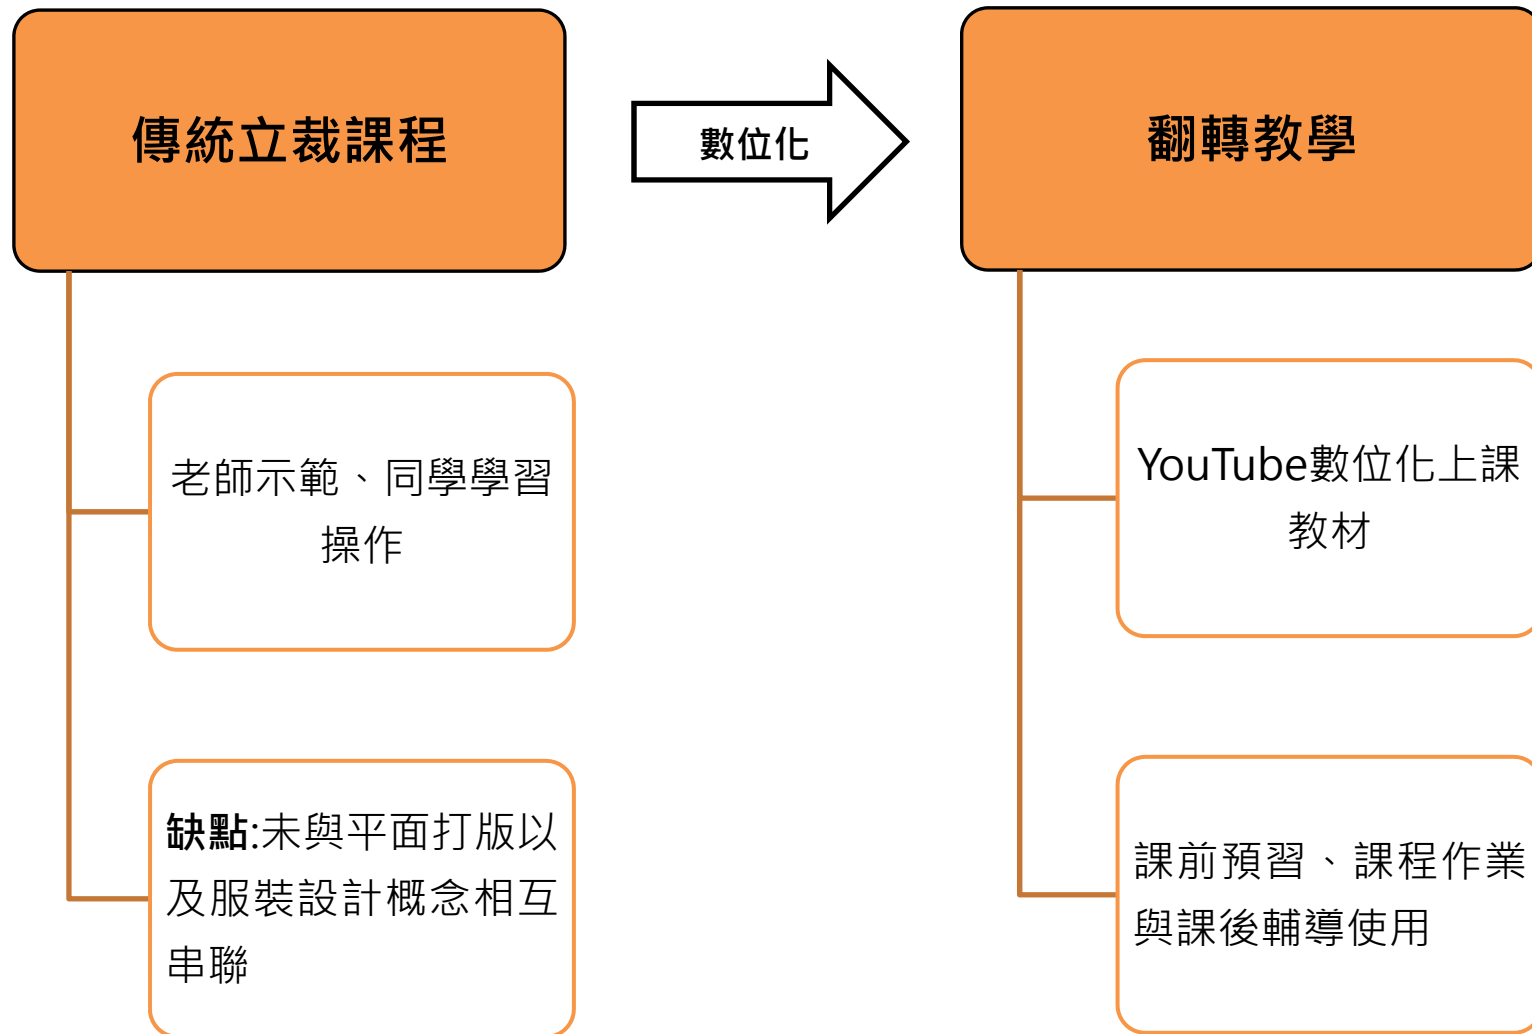 傳統立裁課程
數位化
翻轉教學
老師示範、同學學習
操作
缺點:未與平面打版以
及服裝設計概念相互
串聯
YouTube數位化上課
教材
課前預習、課程作業
與課後輔導使用